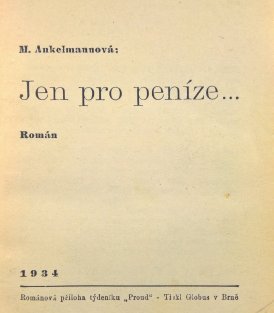 M. Ankelmannová:
Jen pro peníze...
Román
1934
Románová příloha týdeníku „Proud" - Tiskl Globus v Brně